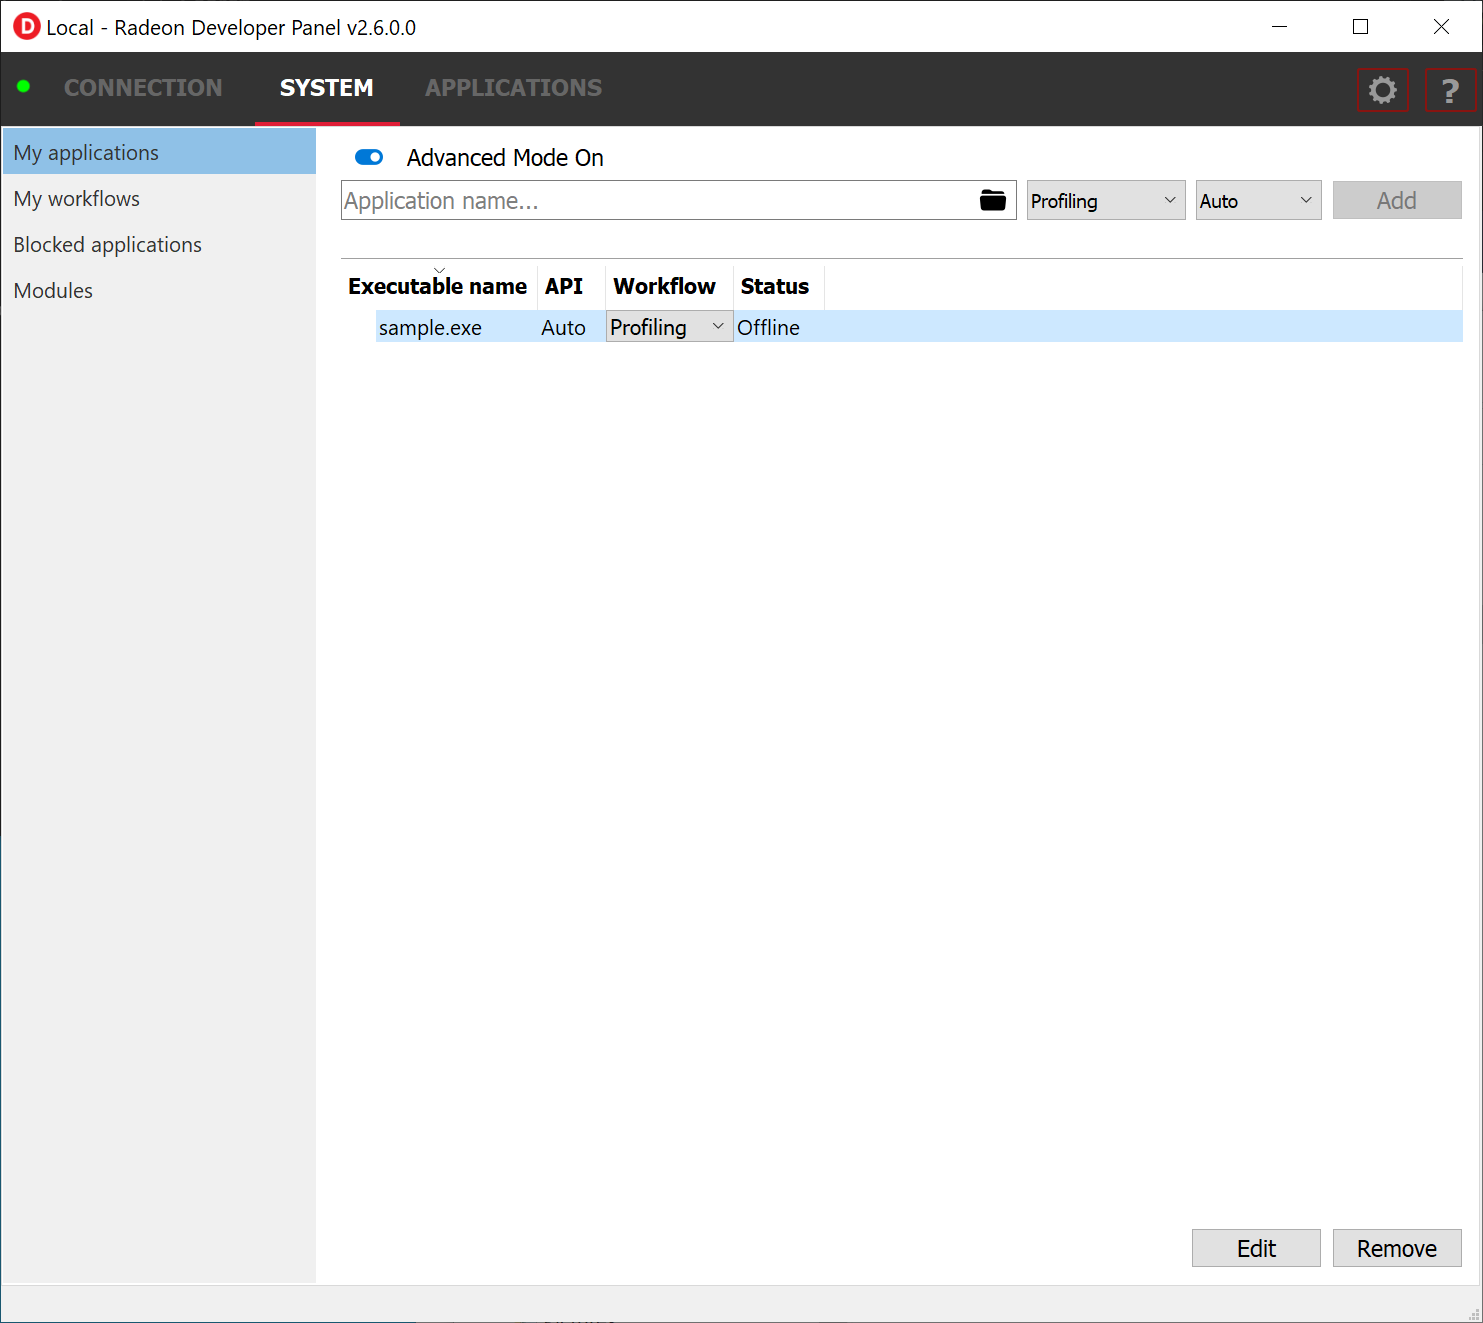 D Local - Radeon Developer Panel v2.6.0.0
CONNECTION SYSTEM APPLICATIONS ?
My applications
My workflows
Blocked applications
Modules
Advanced Mode On
Application name... Profiling Auto Add
Executable name API Workflow Status
sample.exe Auto Profiling Offline
Edit Remove